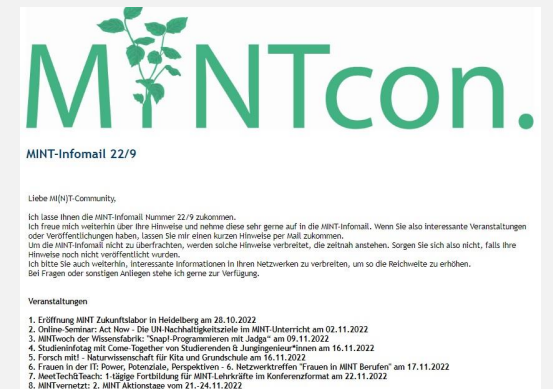 MINTcon.
MINT-Infomail 22/9
Liebe MI(N)T-Community,
ich lasse Ihnen die MINT-Infomail Nummer 22/9 zukommen.
Ich freue mich weiterhin über Ihre Hinweise und nehme diese sehr gerne auf in die MINT-Infomail. Wenn Sie also interessante Veranstaltungen
oder Veröffentlichungen haben, lassen Sie mir einen kurzen Hinweise per Mail zukommen.
Um die MINT-Infomail nicht zu überfrachten, werden solche Hinweise verbreitet, die zeitnah anstehen. Sorgen Sie sich also nicht, falls Ihre
Hinweise noch nicht veröffentlicht wurden.
Ich bitte Sie auch weiterhin, interessante Informationen in Ihren Netzwerken zu verbreiten, um so die Reichweite zu erhöhen.
Bei Fragen oder sonstigen Anliegen stehe ich gerne zur Verfügung.
Veranstaltungen
1. Eröffnung MINT Zukunftslabor in Heidelberg am 28.10.2022
2. Online-Seminar: Act Now - Die UN-Nachhaltigkeitsziele im MINT-Unterricht am 02.11.2022
3. MINTwoch der Wissensfabrik: "Snap!-Programmieren mit Jadga" am 09.11.2022
4. Studieninfotag mit Come-Together von Studierenden & Jungingenieur*innen am 16.11.2022
5. Forsch mit! - Naturwissenschaft für Kita und Grundschule am 16.11.2022
6. Frauen in der IT: Power, Potenziale, Perspektiven - 6. Netzwerktreffen "Frauen in MINT Berufen" am 17.11.2022
7. MeetTech&Teach: 1-tägige Fortbildung für MINT-Lehrkräfte im Konferenzformat am 22.11.2022
8. MINTvernetzt: 2. MINT Aktionstage vom 21.-24.11.2022